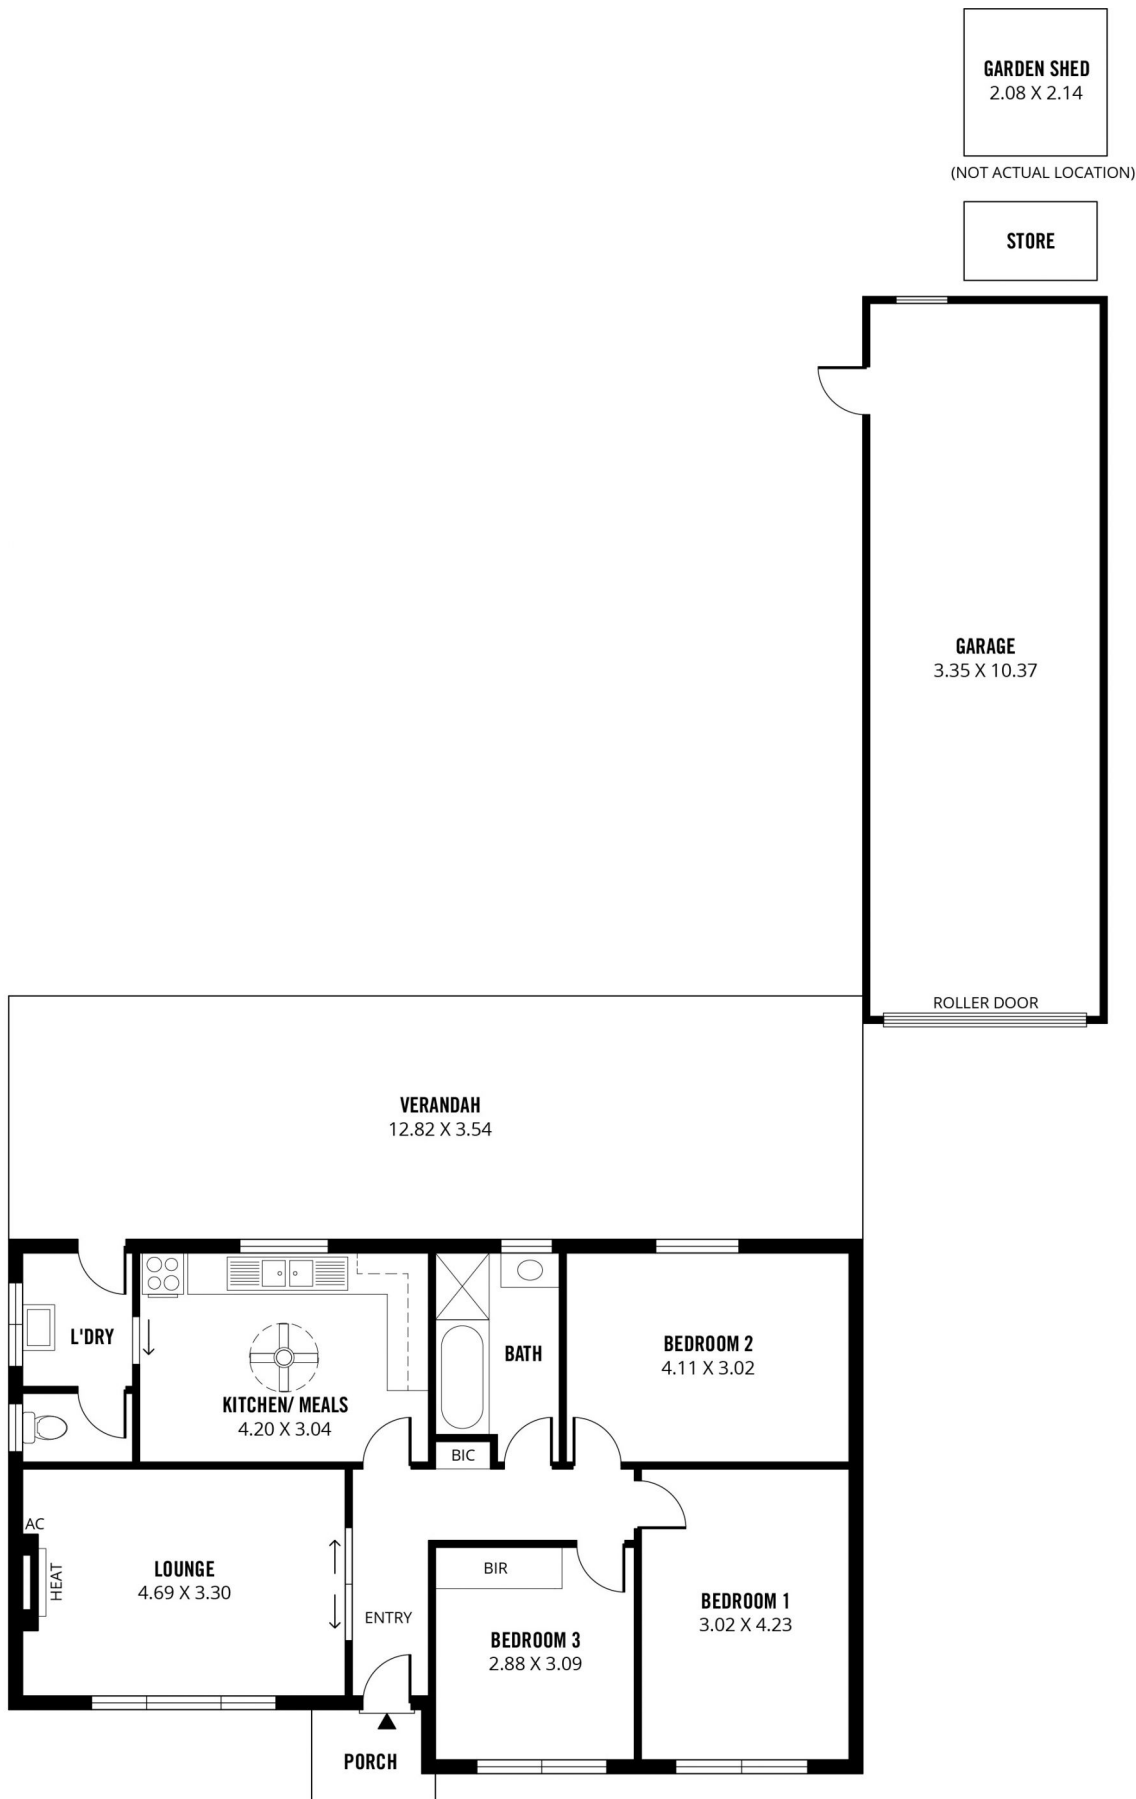 GARDEN SHED
2.08 X 2.14
(NOT ACTUAL LOCATION)
STORE
GARAGE
3.35 X 10.37
ROLLER DOOR
VERANDAH
12.82 X 3.54
L'DRY
KITCHEN/ MEALS
4.20 X 3.04
BATH
BEDROOM 2
4.11 X 3.02
BIC
AC
HEAT
LOUNGE
4.69 X 3.30
ENTRY
BIR
BEDROOM 3
2.88 X 3.09
BEDROOM 1
3.02 X 4.23
PORCH